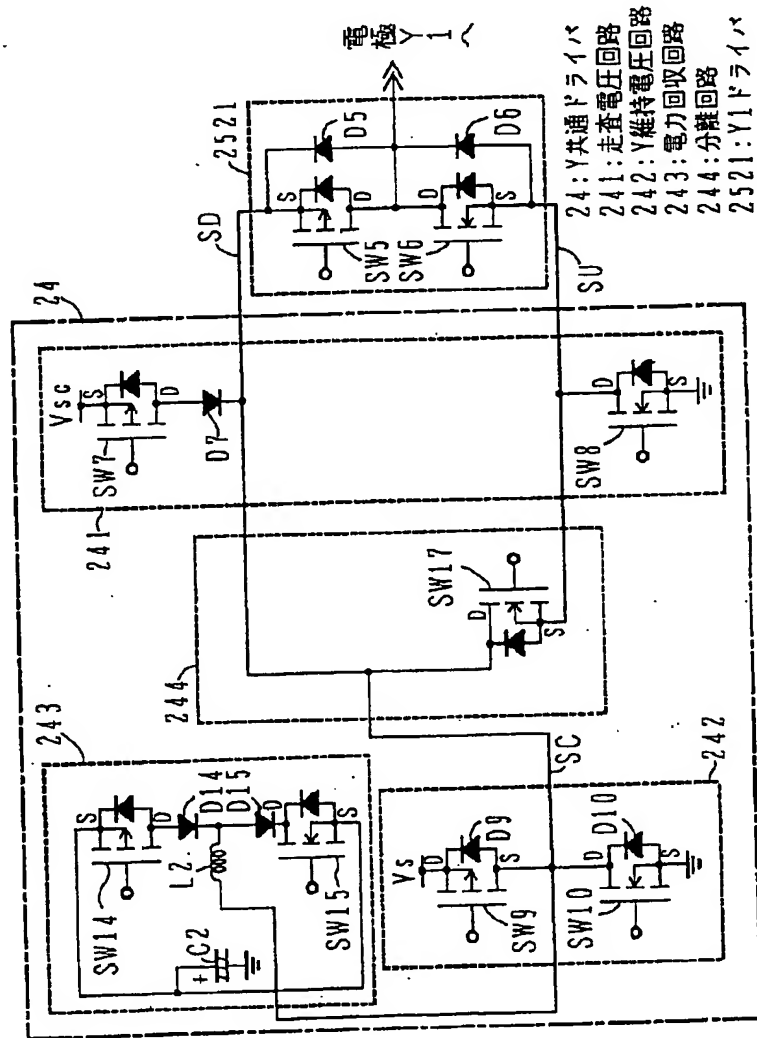 243
SW14
S
D
D14
D15
D
S
L2
SW15
+
C2
244
241
24
Vsc
S
SW7
D
D7
SD
2521
D5
S
SW5
D
D
SW6
S
D6
電極Y1へ
SW17
D
S
SC
242
Vs
D
D9
SW9
S
D
D10
SW10
S
SW8
D
S
SU
24:Y共通ドライバ
241:走査電圧回路
242:Y維持電圧回路
243:電力回収回路
244:分離回路
2521:Y1ドライバ